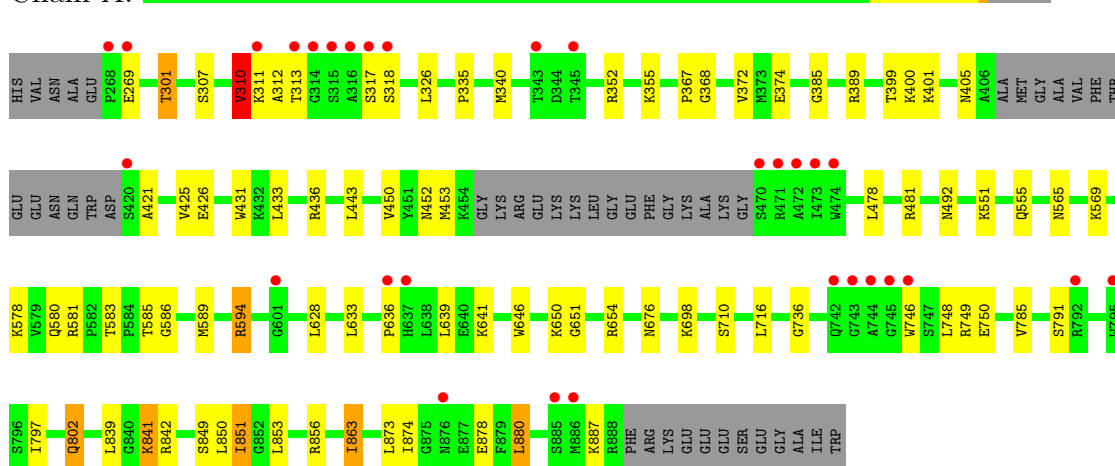 HIS VAL ASN ALA GLU P268 E269 T301 S307 V310 K311 A312 T313 G314 S315 A316 S317 S318 L326 P335 M340 T343 D344 T345 R352 K355 P367 G368 V372 M373 E374 G385 R389 T399 K400 K401 N405 A406 ALA MET GLY ALA VAL PHE THR
GLU GLU ASN GLN TRP ASP S420 A421 V425 E426 W431 K432 L433 R436 L443 V450 Y451 N452 M453 K454 GLY LYS ARG GLU LYS LYS LEU GLY GLU PHE GLY LYS ALA LYS GLY S470 R471 A472 I473 W474 L478 R481 N492 K551 Q555 N565 K569
K578 V579 Q580 R581 P582 T583 P584 T585 G586 M589 R594 G601 L628 L633 P636 H637 L638 L639 E640 K641 W646 K650 G651 R654 N676 K698 S710 L716 R736 Q742 G743 A744 G745 W746 S747 L748 R749 E750 V785 S791 R792
S796 I797 Q802 L839 G840 K841 R842 S849 L850 I851 G852 L853 R856 I863 L873 I874 G875 N876 E877 E878 F879 L880 S885 M886 K887 R888 PHE ARG LYS GLU GLU GLU SER GLU GLY ALA ILE TRP